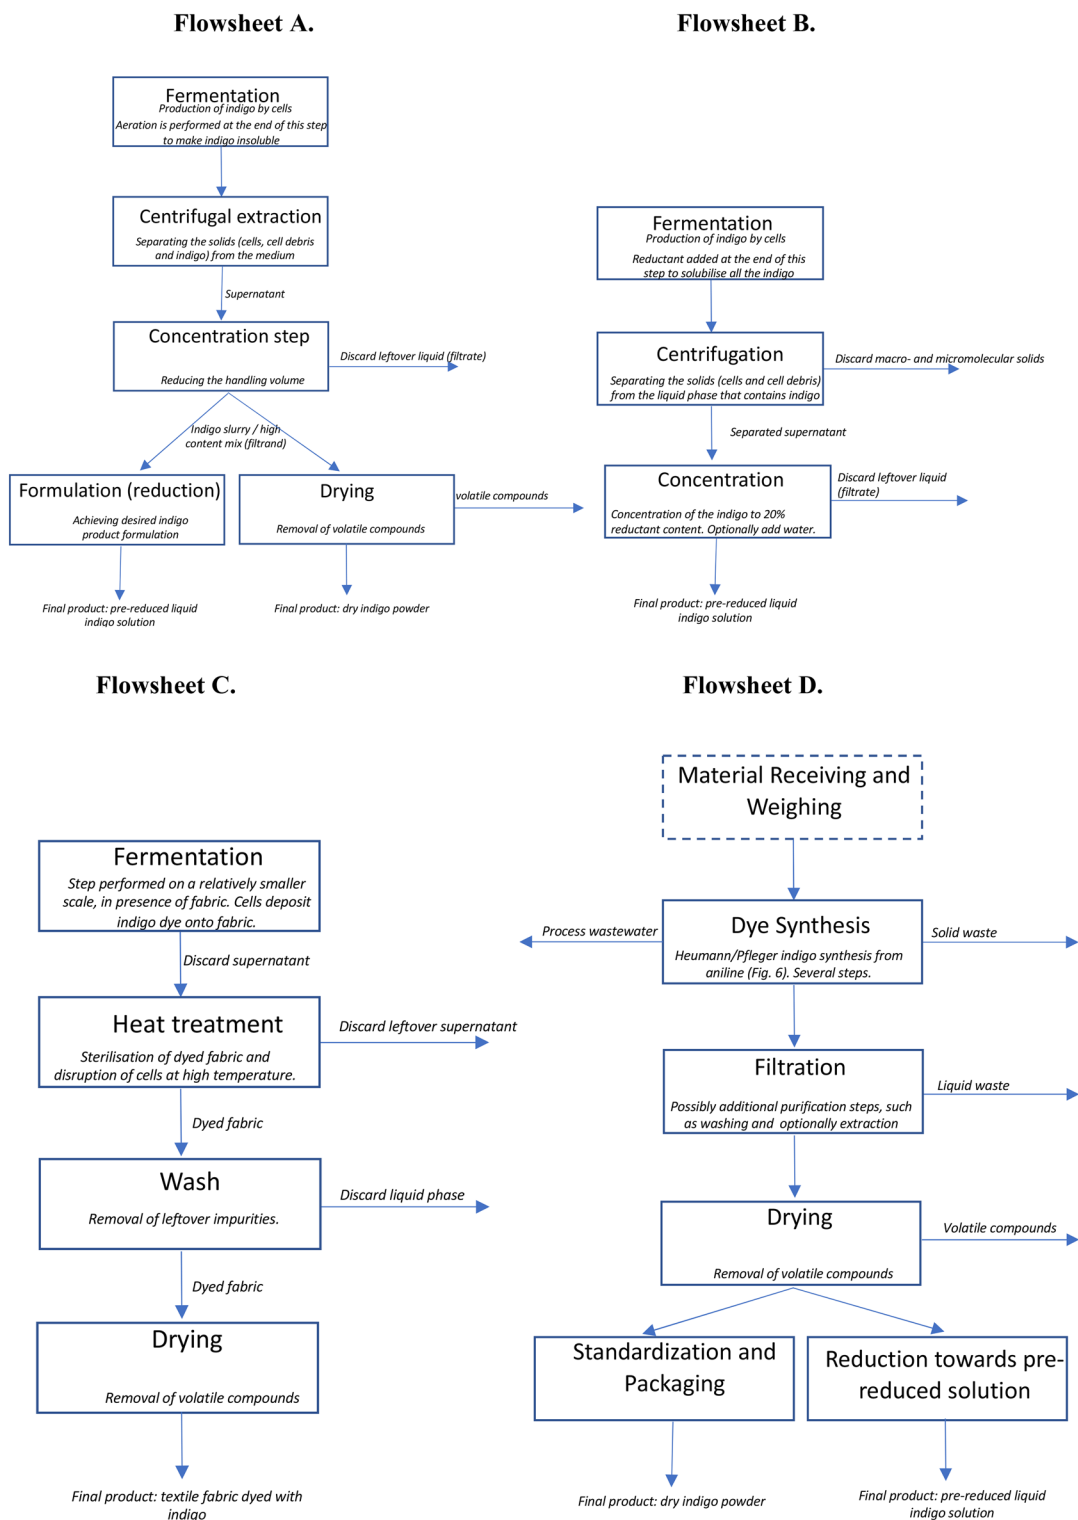 Flowsheet A.
Fermentation
Production of indigo by cells
Aeration is performed at the end of this step
to make indigo insoluble
Centrifugal extraction
Separating the solids (cells, cell debris
and indigo) from the medium
Supernatant
Concentration step
Reducing the handling volume
Discard leftover liquid (filtrate)
Indigo slurry / high
content mix (filtrand)
Formulation (reduction)
Achieving desired indigo
product formulation
Drying
Removal of volatile compounds
volatile compounds
Final product: pre-reduced liquid
indigo solution
Final product: dry indigo powder
Flowsheet B.
Fermentation
Production of indigo by cells
Reductant added at the end of this
step to solubilise all the indigo
Centrifugation
Separating the solids (cells and cell debris)
from the liquid phase that contains indigo
Discard macro- and micromolecular solids
Separated supernatant
Concentration
Concentration of the indigo to 20%
reductant content. Optionally add water.
Discard leftover liquid
(filtrate)
Final product: pre-reduced liquid
indigo solution
Flowsheet C.
Fermentation
Step performed on a relatively smaller
scale, in presence of fabric. Cells deposit
indigo dye onto fabric.
Discard supernatant
Heat treatment
Sterilisation of dyed fabric and
disruption of cells at high temperature.
Discard leftover supernatant
Dyed fabric
Wash
Removal of leftover impurities.
Discard liquid phase
Dyed fabric
Drying
Removal of volatile compounds
Final product: textile fabric dyed with
indigo
Flowsheet D.
Material Receiving and
Weighing
Dye Synthesis
Heumann/Pfleger indigo synthesis from
aniline (Fig. 6). Several steps.
Process wastewater
Solid waste
Filtration
Possibly additional purification steps, such
as washing and optionally extraction
Liquid waste
Drying
Removal of volatile compounds
Volatile compounds
Standardization and
Packaging
Reduction towards pre-
reduced solution
Final product: dry indigo powder
Final product: pre-reduced liquid
indigo solution